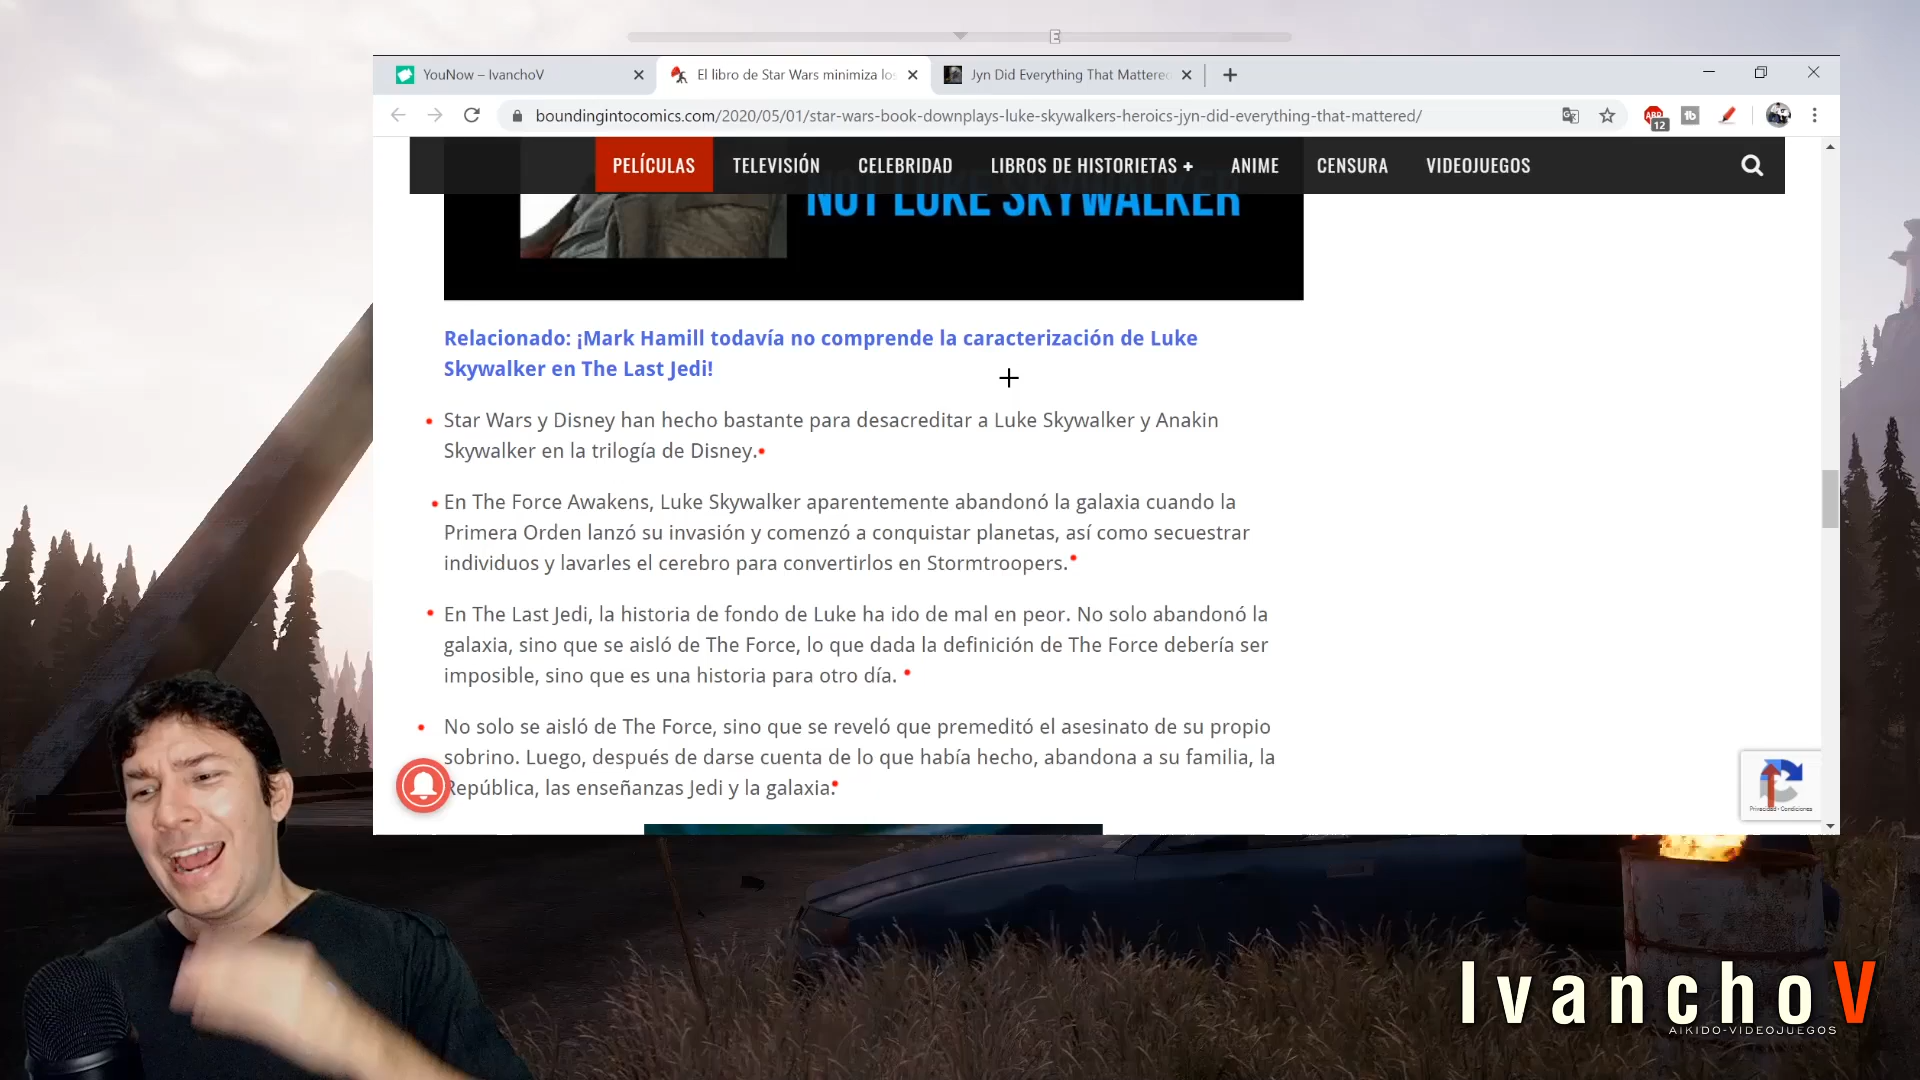 YouNow – IvanchoV
El libro de Star Wars minimiza lo
Jyn Did Everything That Mattered
boundingintocomics.com/2020/05/01/star-wars-book-downplays-luke-skywalkers-heroics-jyn-did-everything-that-mattered/
12
PELÍCULAS TELEVISIÓN CELEBRIDAD LIBROS DE HISTORIETAS + ANIME CENSURA VIDEOJUEGOS
NOT LUKE SKYWALKER
Relacionado: ¡Mark Hamill todavía no comprende la caracterización de Luke
Skywalker en The Last Jedi!
Star Wars y Disney han hecho bastante para desacreditar a Luke Skywalker y Anakin
Skywalker en la trilogía de Disney.
En The Force Awakens, Luke Skywalker aparentemente abandonó la galaxia cuando la
Primera Orden lanzó su invasión y comenzó a conquistar planetas, así como secuestrar
individuos y lavarles el cerebro para convertirlos en Stormtroopers.
En The Last Jedi, la historia de fondo de Luke ha ido de mal en peor. No solo abandonó la
galaxia, sino que se aisló de The Force, lo que dada la definición de The Force debería ser
imposible, sino que es una historia para otro día.
No solo se aisló de The Force, sino que se reveló que premeditó el asesinato de su propio
sobrino. Luego, después de darse cuenta de lo que había hecho, abandona a su familia, la
República, las enseñanzas Jedi y la galaxia.
Privacidad - Condiciones
IvanchoV
AIKIDO-VIDEOJUEGOS